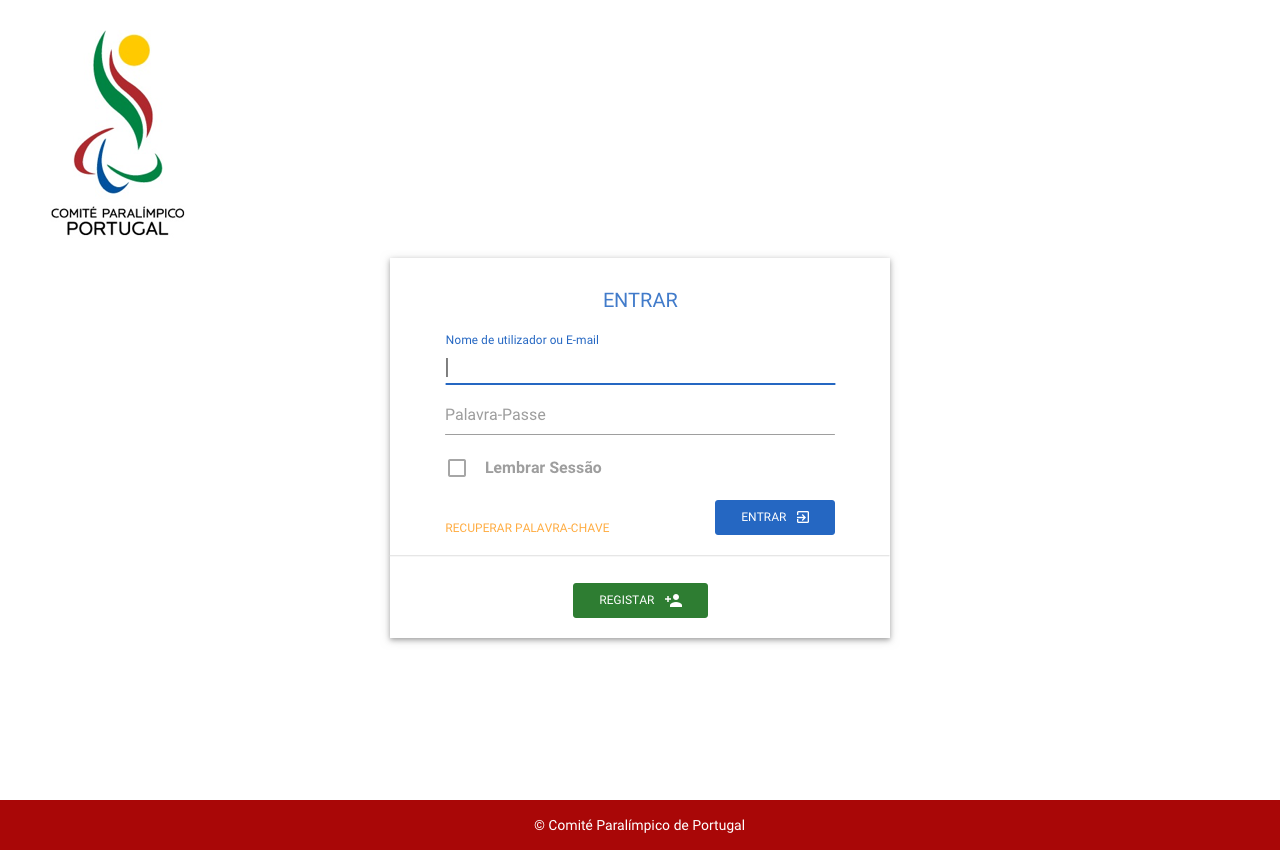 COMITÉ PARALÍMPICO
PORTUGAL
ENTRAR
Nome de utilizador ou E-mail
Palavra-Passe
Lembrar Sessão
RECUPERAR PALAVRA-CHAVE
ENTRAR
REGISTAR
© Comité Paralímpico de Portugal